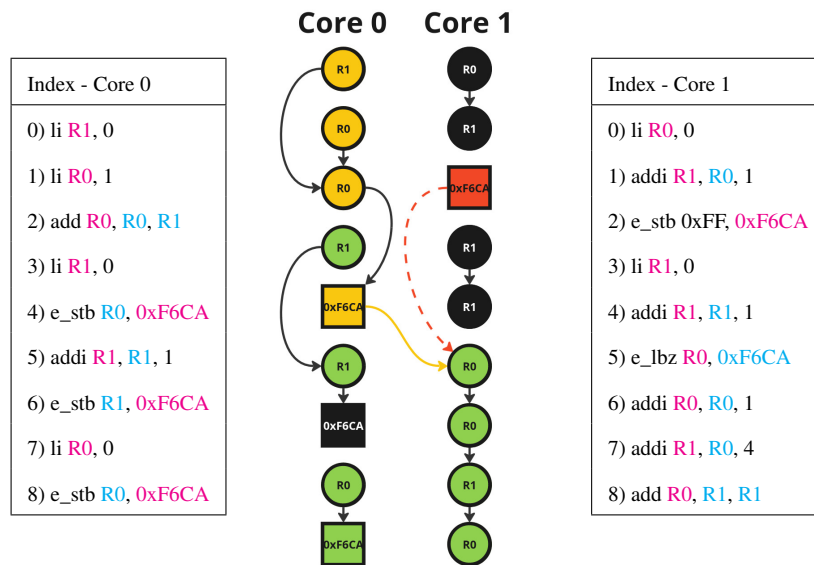 Core 0 Core 1
Index - Core 0
0) li R1, 0
1) li R0, 1
2) add R0, R0, R1
3) li R1, 0
4) e_stb R0, 0xF6CA
5) addi R1, R1, 1
6) e_stb R1, 0xF6CA
7) li R0, 0
8) e_stb R0, 0xF6CA
R1
R0
R0
R1
0xF6CA
R1
0xF6CA
R0
0xF6CA
R0
R1
0xF6CA
R1
R1
R0
R0
R1
R0
Index - Core 1
0) li R0, 0
1) addi R1, R0, 1
2) e_stb 0xFF, 0xF6CA
3) li R1, 0
4) addi R1, R1, 1
5) e_lbz R0, 0xF6CA
6) addi R0, R0, 1
7) addi R1, R0, 4
8) add R0, R1, R1